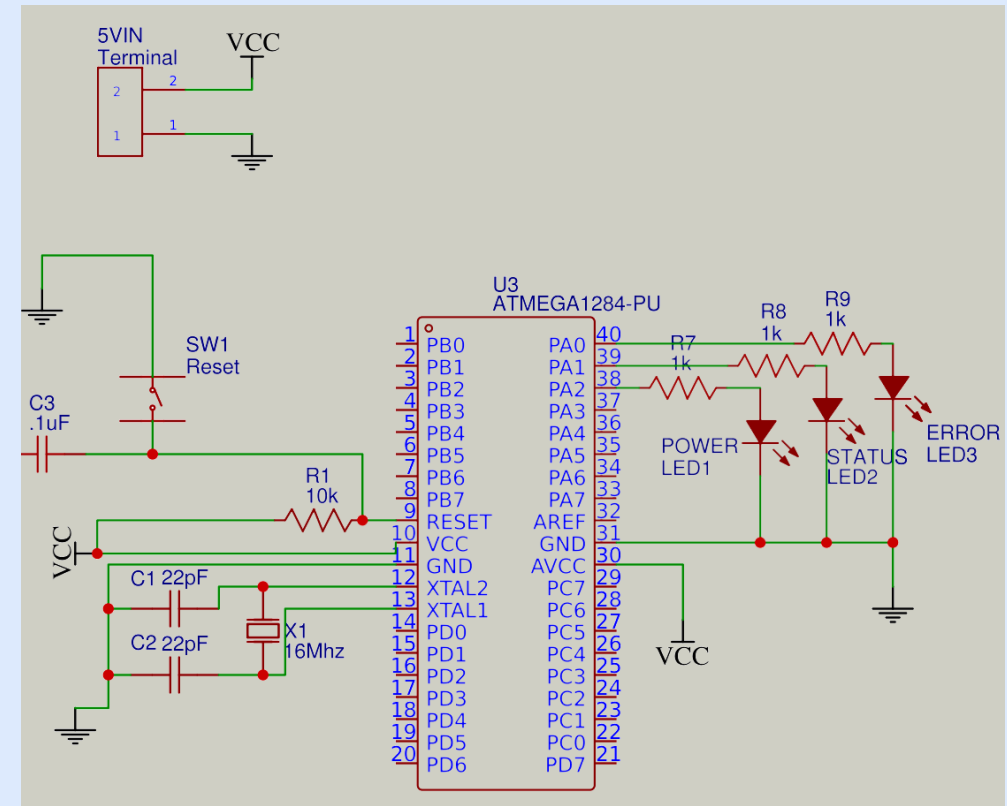 5VIN
Terminal
VCC
2
2
1
1
SW1
Reset
C3
.1uF
R1
10k
VCC
C1 22pF
C2 22pF
X1
16Mhz
U3
ATMEGA1284-PU
1 PB0
2 PB1
3 PB2
4 PB3
5 PB4
6 PB5
7 PB6
8 PB7
9 RESET
10 VCC
11 GND
12 XTAL2
13 XTAL1
14 PD0
15 PD1
16 PD2
17 PD3
18 PD4
19 PD5
20 PD6
PA0 40
PA1 39
PA2 38
PA3 37
PA4 36
PA5 35
PA6 34
PA7 33
AREF 32
GND 31
AVCC 30
PC7 29
PC6 28
PC5 27
PC4 26
PC3 25
PC2 24
PC1 23
PC0 22
PD7 21
R7
1k
R8
1k
R9
1k
POWER
LED1
STATUS
LED2
ERROR
LED3
VCC